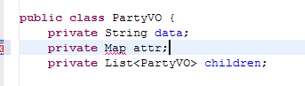 public class PartyVO {
private String data;
private Map attr;
private List<PartyVO> children;